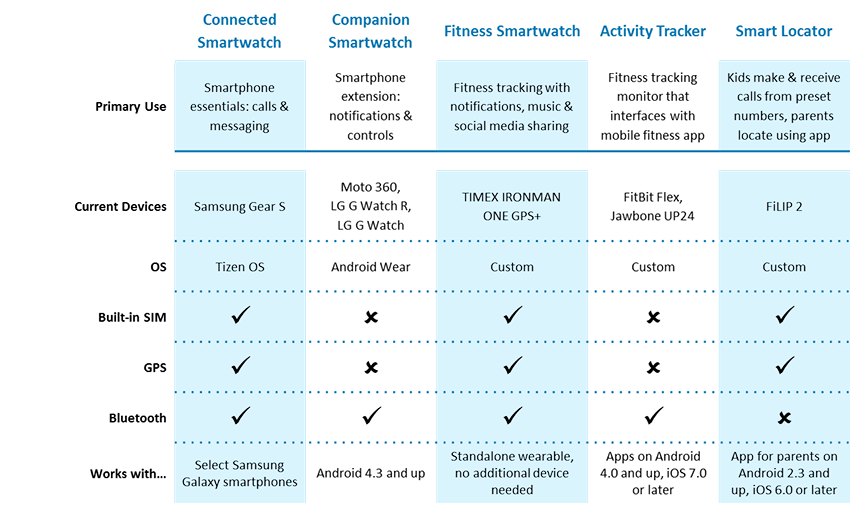 Connected Smartwatch
Companion Smartwatch
Fitness Smartwatch
Activity Tracker
Smart Locator
Primary Use
Smartphone
essentials: calls &
messaging
Smartphone
extension:
notifications &
controls
Fitness tracking with
notifications, music &
social media sharing
Fitness tracking
monitor that
interfaces with
mobile fitness app
Kids make & receive
calls from preset
numbers, parents
locate using app
Current Devices
Samsung Gear S
Moto 360,
LG G Watch R,
LG G Watch
TIMEX IRONMAN
ONE GPS+
FitBit Flex,
Jawbone UP24
FiLIP 2
OS
Tizen OS
Android Wear
Custom
Custom
Custom
Built-in SIM
✓
✘
✓
✘
✓
GPS
✓
✘
✓
✘
✓
Bluetooth
✓
✓
✓
✓
✘
Works with...
Select Samsung
Galaxy smartphones
Android 4.3 and up
Standalone wearable,
no additional device
needed
Apps on Android
4.0 and up, iOS 7.0
or later
App for parents on
Android 2.3 and
up, iOS 6.0 or later